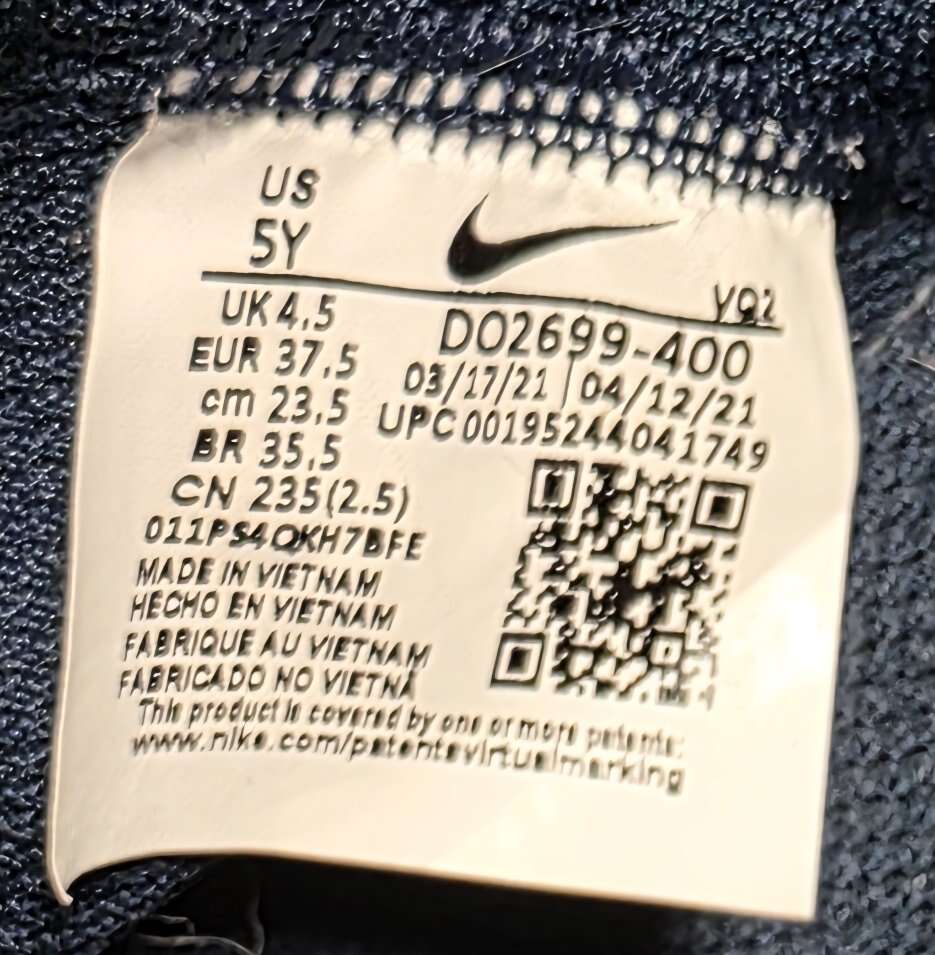 US
5Y
VQ2
UK 4.5
DO2699-400
EUR 37.5
03/17/21 | 04/12/21
cm 23.5
UPC 00195244041749
BR 35.5
CN 235(2.5)
011PS4QKH7BFE
MADE IN VIETNAM
HECHO EN VIETNAM
FABRIQUE AU VIETNAM
FABRICADO NO VIETNÃ
This product is covered by one or more patents:
www.nike.com/patentsvirtualmarking